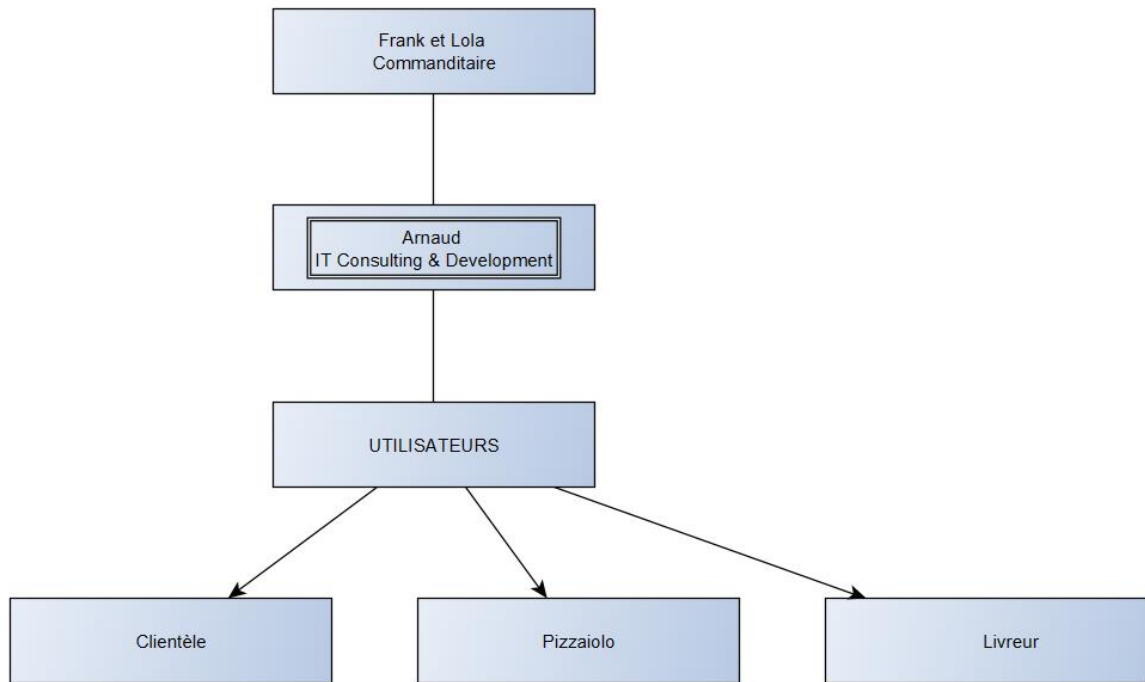 Frank et Lola
Commanditaire
Arnaud
IT Consulting & Development
UTILISATEURS
Clientèle
Pizzaiolo
Livreur